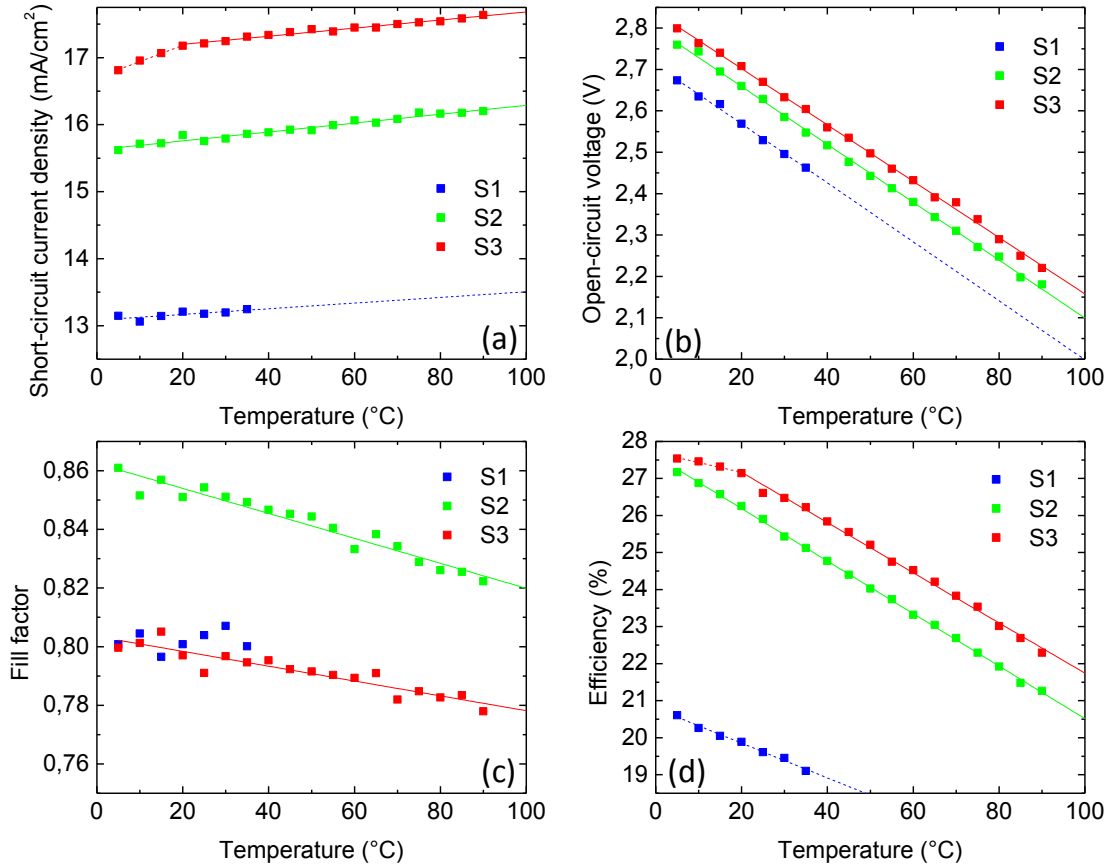 Short-circuit current density (mA/cm²)
17
16
15
14
13
S1
S2
S3
(a)
0 20 40 60 80 100
Temperature (°C)
Open-circuit voltage (V)
2,8
2,7
2,6
2,5
2,4
2,3
2,2
2,1
2,0
S1
S2
S3
(b)
0 20 40 60 80 100
Temperature (°C)
Fill factor
0,86
0,84
0,82
0,80
0,78
0,76
S1
S2
S3
(c)
0 20 40 60 80 100
Temperature (°C)
Efficiency (%)
28
27
26
25
24
23
22
21
20
19
S1
S2
S3
(d)
0 20 40 60 80 100
Temperature (°C)